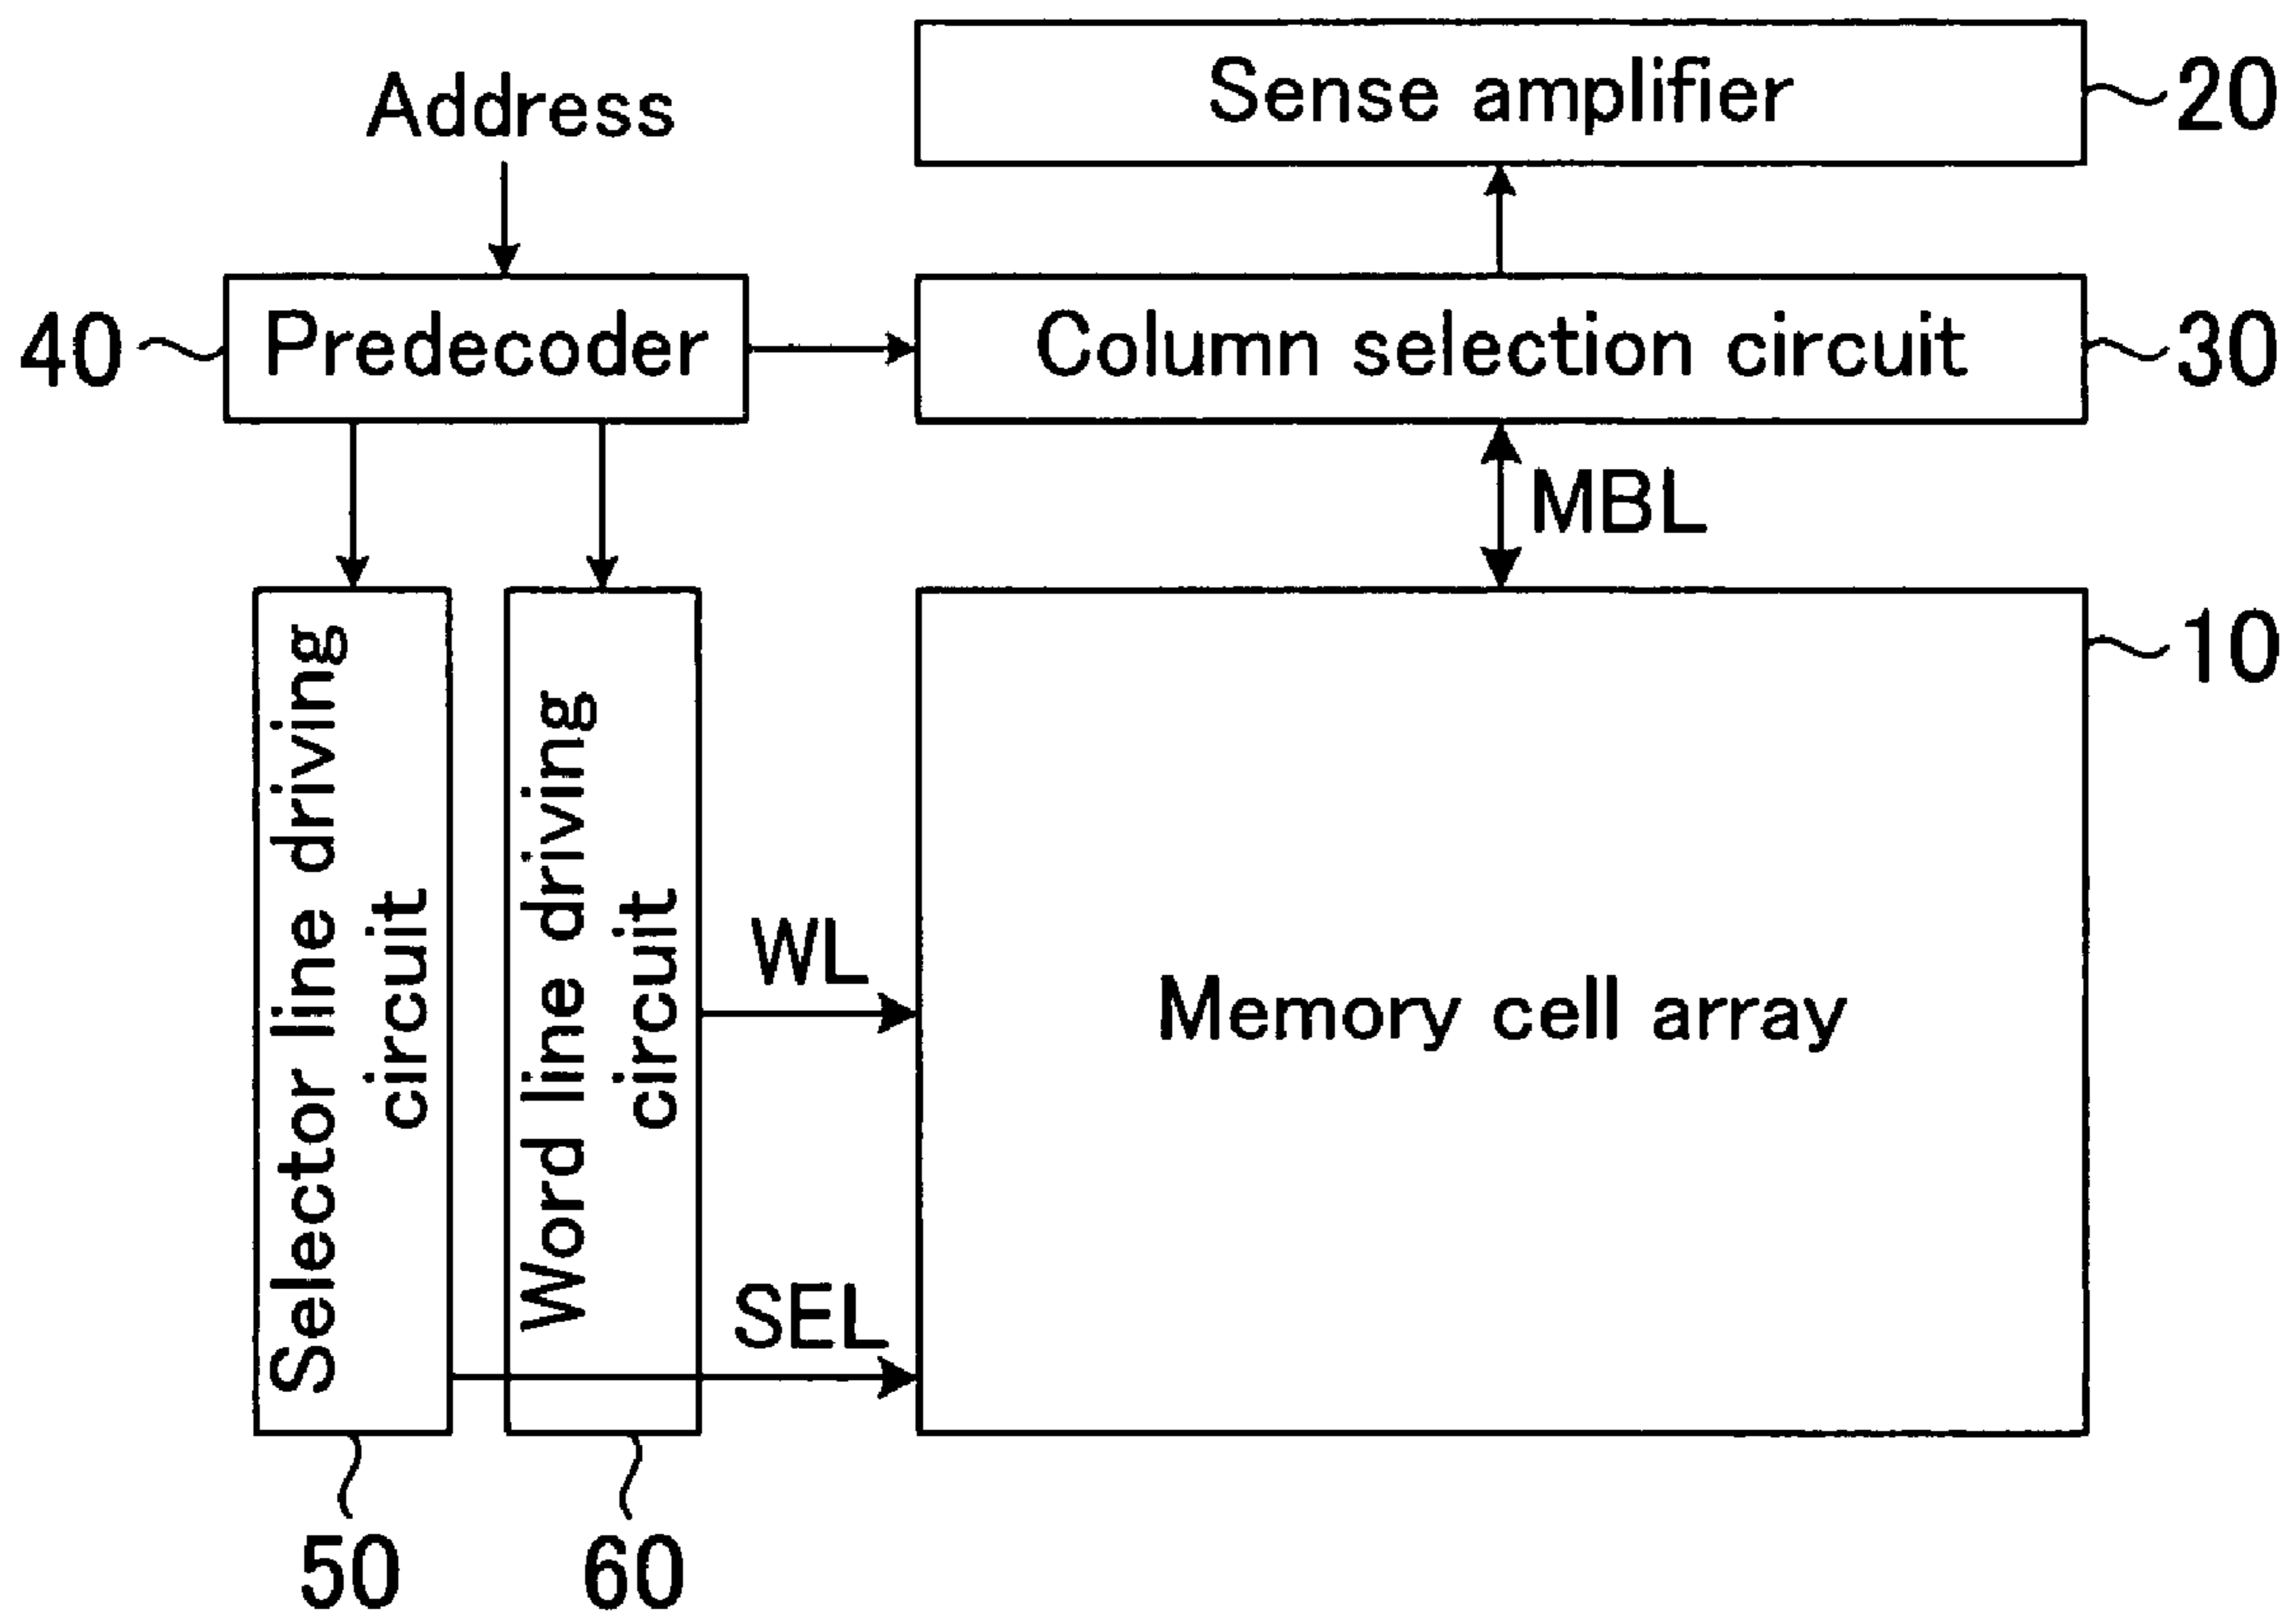 Sense amplifier
20
Address
40
Predecoder
Column selection circuit
30
MBL
10
Selector line driving
circuit
Word line driving
circuit
WL
Memory cell array
SEL
50
60